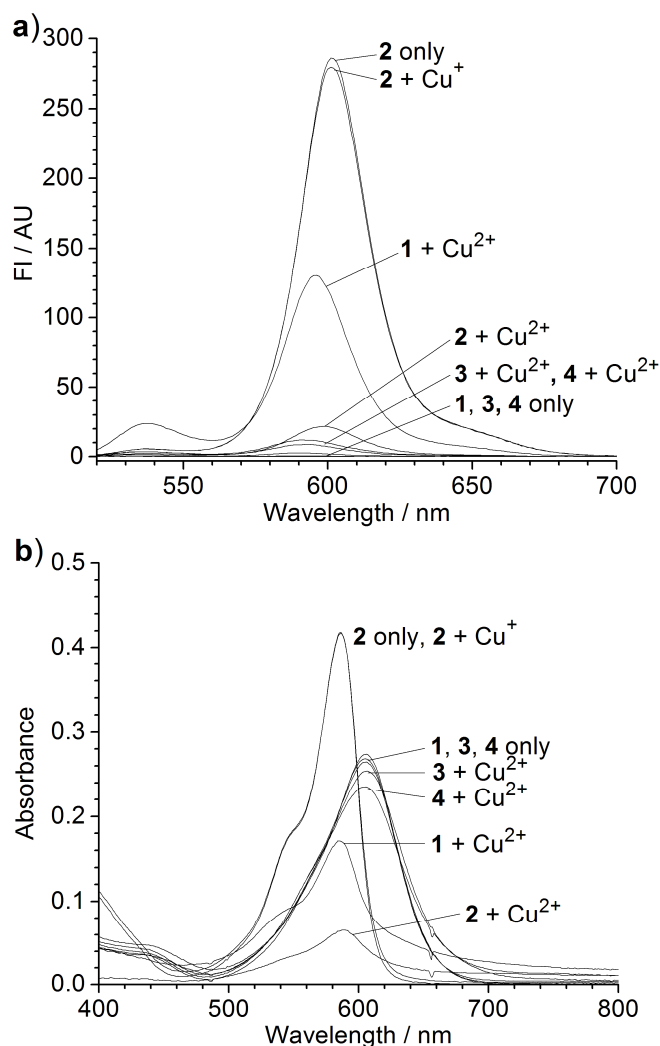 a)
300
250
200
150
100
50
0
FI / AU
2 only
2 + Cu⁺
1 + Cu²⁺
2 + Cu²⁺
3 + Cu²⁺, 4 + Cu²⁺
1, 3, 4 only
550 600 650 700
Wavelength / nm
b)
0.5
0.4
0.3
0.2
0.1
0.0
Absorbance
2 only, 2 + Cu⁺
1, 3, 4 only
3 + Cu²⁺
4 + Cu²⁺
1 + Cu²⁺
2 + Cu²⁺
400 500 600 700 800
Wavelength / nm